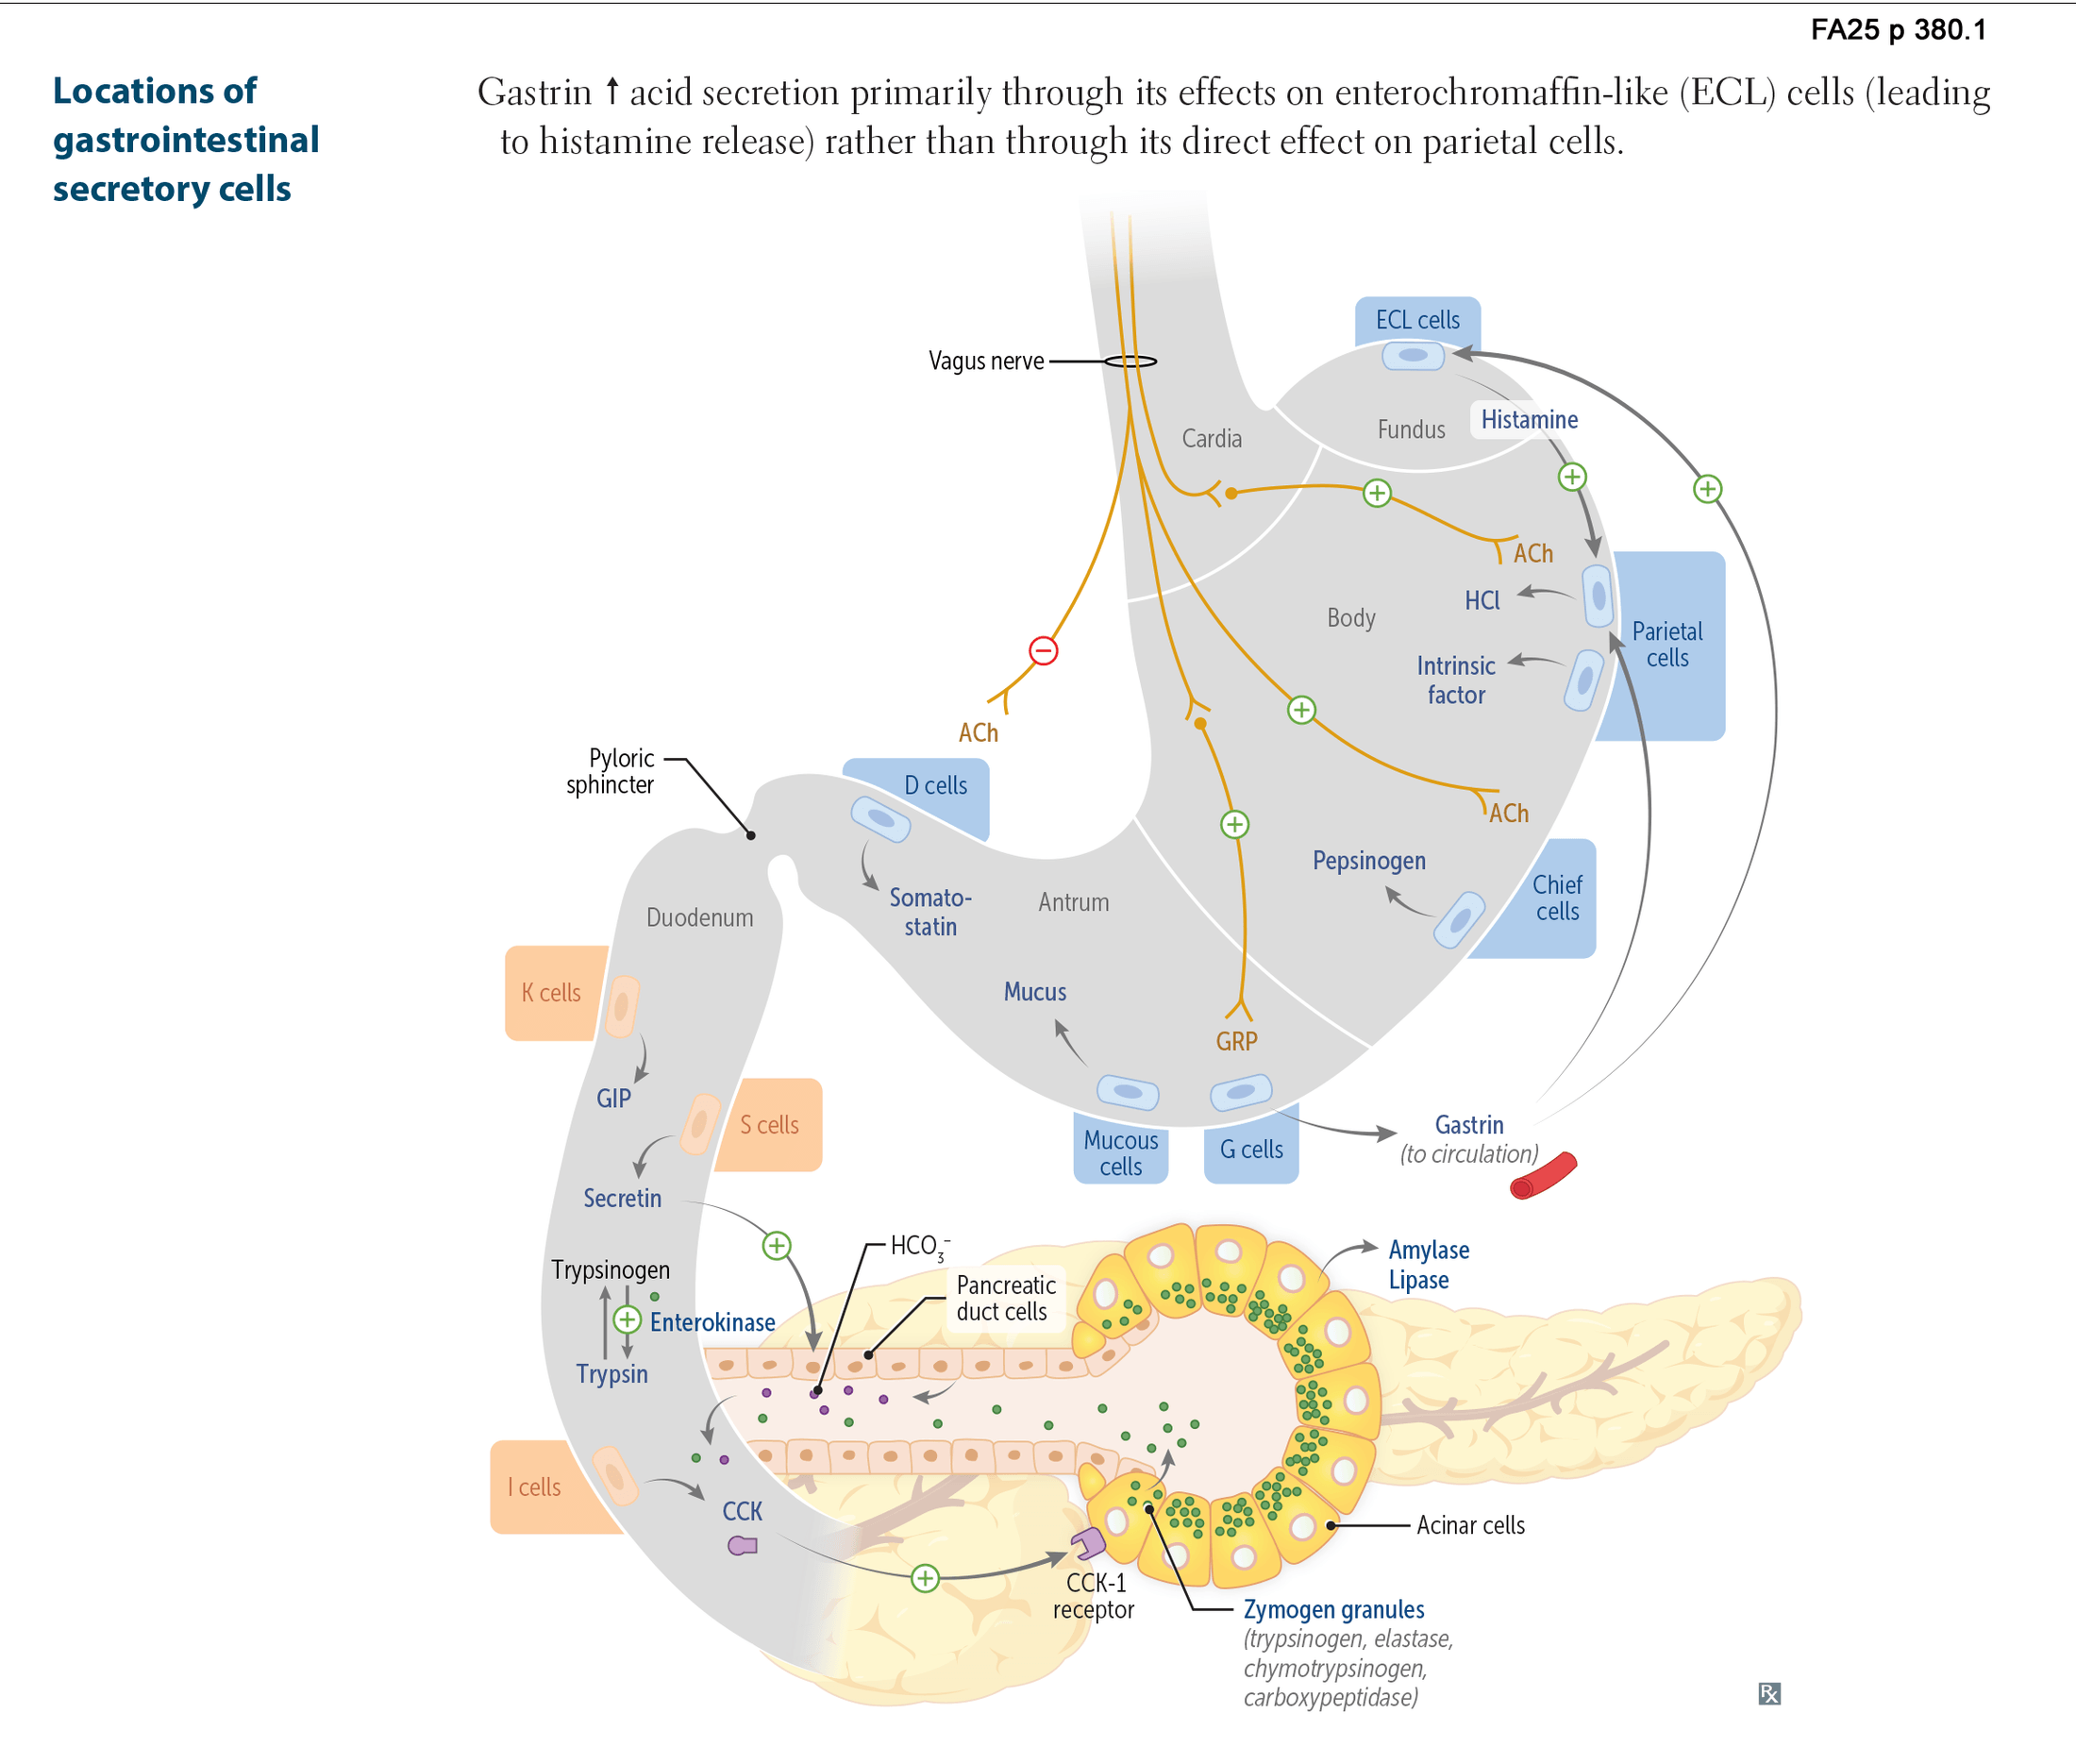 FA25 p 380.1
Locations of
gastrointestinal
secretory cells
Gastrin ↑ acid secretion primarily through its effects on enterochromaffin-like (ECL) cells (leading
to histamine release) rather than through its direct effect on parietal cells.
ECL cells
Vagus nerve
Cardia
Fundus
Histamine
ACh
HCl
Body
Parietal
cells
Intrinsic
factor
ACh
Pyloric
sphincter
D cells
ACh
Pepsinogen
Chief
cells
Somato-
statin
Antrum
Duodenum
K cells
Mucus
GRP
GIP
S cells
Mucous
cells
G cells
Gastrin
(to circulation)
Secretin
HCO₃⁻
Amylase
Lipase
Trypsinogen
Pancreatic
duct cells
Enterokinase
Trypsin
I cells
CCK
Acinar cells
CCK-1
receptor
Zymogen granules
(trypsinogen, elastase,
chymotrypsinogen,
carboxypeptidase)
Rx